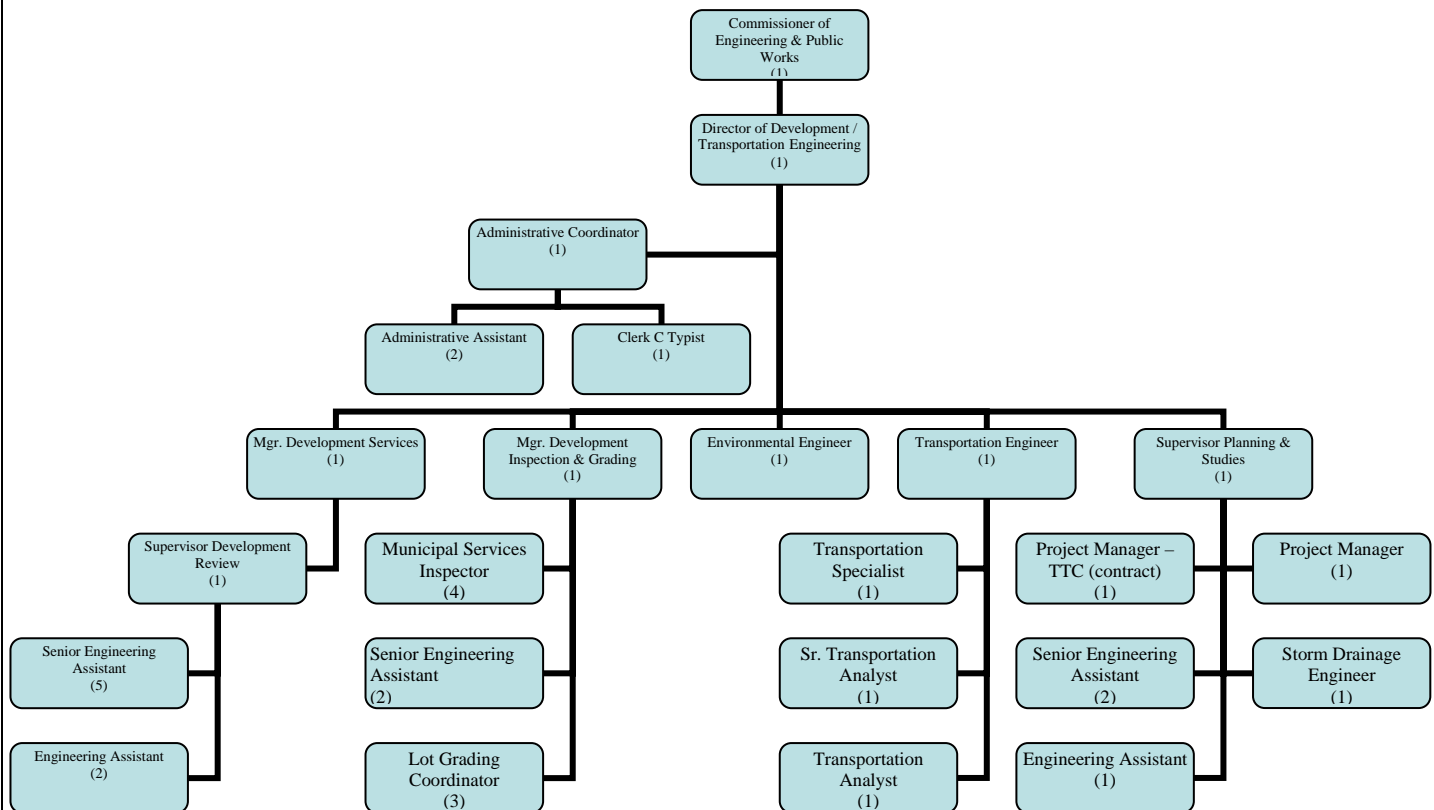 Commissioner of
Engineering & Public
Works
(1)
Director of Development /
Transportation Engineering
(1)
Administrative Coordinator
(1)
Administrative Assistant
(2)
Clerk C Typist
(1)
Mgr. Development Services
(1)
Mgr. Development
Inspection & Grading
(1)
Environmental Engineer
(1)
Transportation Engineer
(1)
Supervisor Planning &
Studies
(1)
Supervisor Development
Review
(1)
Municipal Services
Inspector
(4)
Transportation
Specialist
(1)
Project Manager –
TTC (contract)
(1)
Project Manager
(1)
Senior Engineering
Assistant
(5)
Senior Engineering
Assistant
(2)
Sr. Transportation
Analyst
(1)
Senior Engineering
Assistant
(2)
Storm Drainage
Engineer
(1)
Engineering Assistant
(2)
Lot Grading
Coordinator
(3)
Transportation
Analyst
(1)
Engineering Assistant
(1)